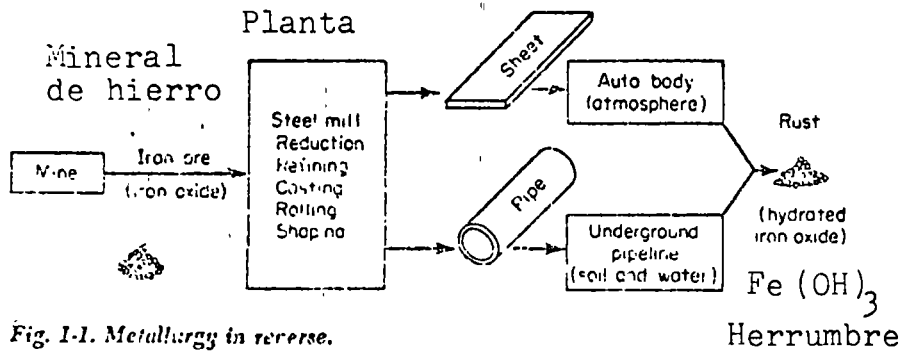 Planta
Mineral
de hierro
Mine
Iron ore
(iron oxide)
Steel mill
Reduction
Refining
Casting
Rolling
Shaping
Sheet
Pipe
Auto body
(atmosphere)
Underground
pipeline
(soil and water)
Rust
(hydrated
iron oxide)
Fe(OH)3
Herrumbre
Fig. 1-1. Metallurgy in reverse.